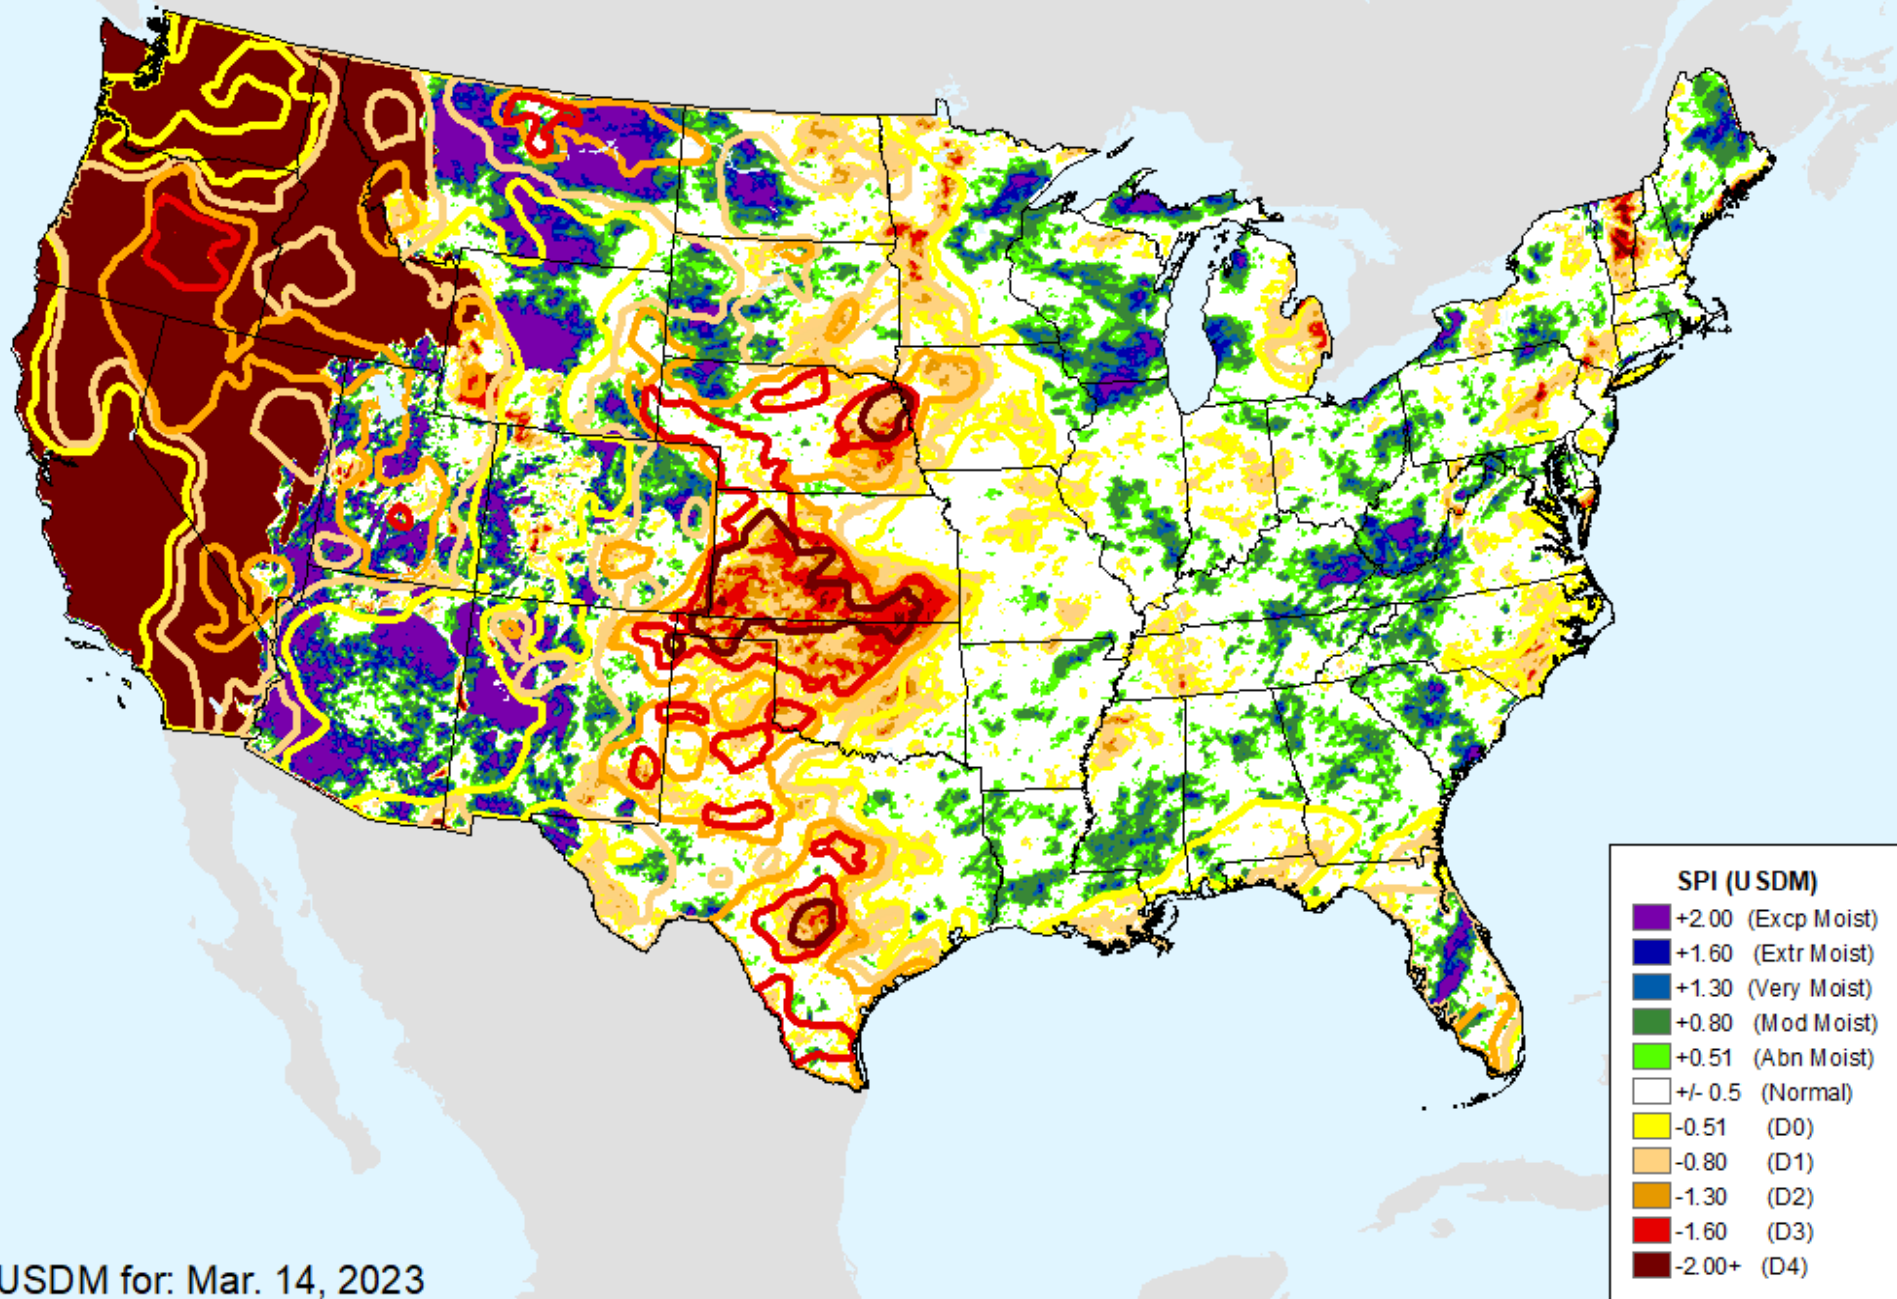 SPI (USDM)
+2.00 (Excp Moist)
+1.60 (Extr Moist)
+1.30 (Very Moist)
+0.80 (Mod Moist)
+0.51 (Abn Moist)
+/- 0.5 (Normal)
-0.51 (D0)
-0.80 (D1)
-1.30 (D2)
-1.60 (D3)
-2.00+ (D4)
USDM for: Mar. 14, 2023